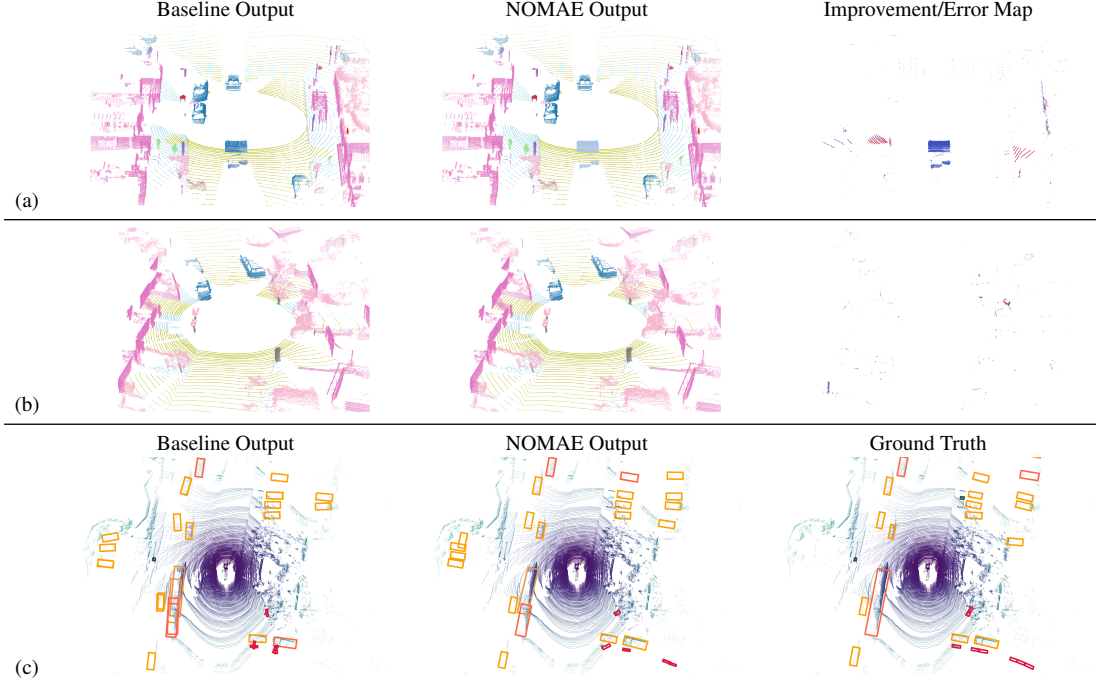 Baseline Output NOMAE Output Improvement/Error Map
(a)
(b)
Baseline Output NOMAE Output Ground Truth
(c)